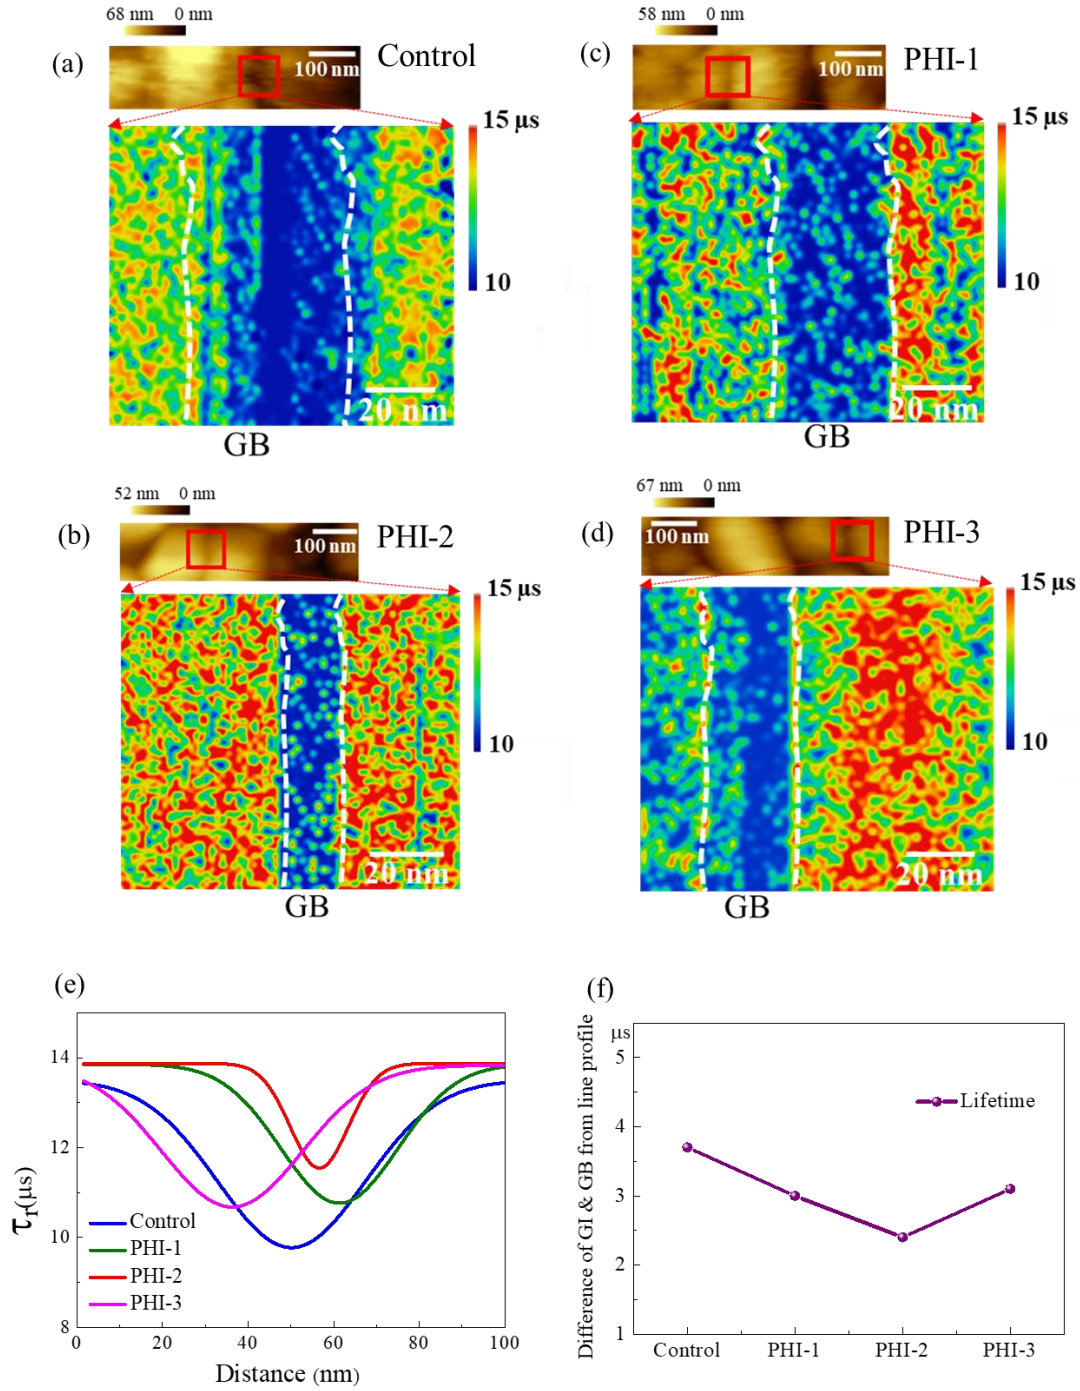 68 nm 0 nm
(a)
Control
100 nm
15 μs
10
20 nm
GB
58 nm 0 nm
(c)
PHI-1
100 nm
15 μs
10
20 nm
GB
52 nm 0 nm
(b)
PHI-2
100 nm
15 μs
10
20 nm
GB
67 nm 0 nm
(d)
PHI-3
100 nm
15 μs
10
20 nm
GB
(e)
14
12
10
8
τr(μs)
Control
PHI-1
PHI-2
PHI-3
0 20 40 60 80 100
Distance (nm)
(f)
Difference of GI & GB from line profile
μs
5
4
3
2
1
Lifetime
Control PHI-1 PHI-2 PHI-3